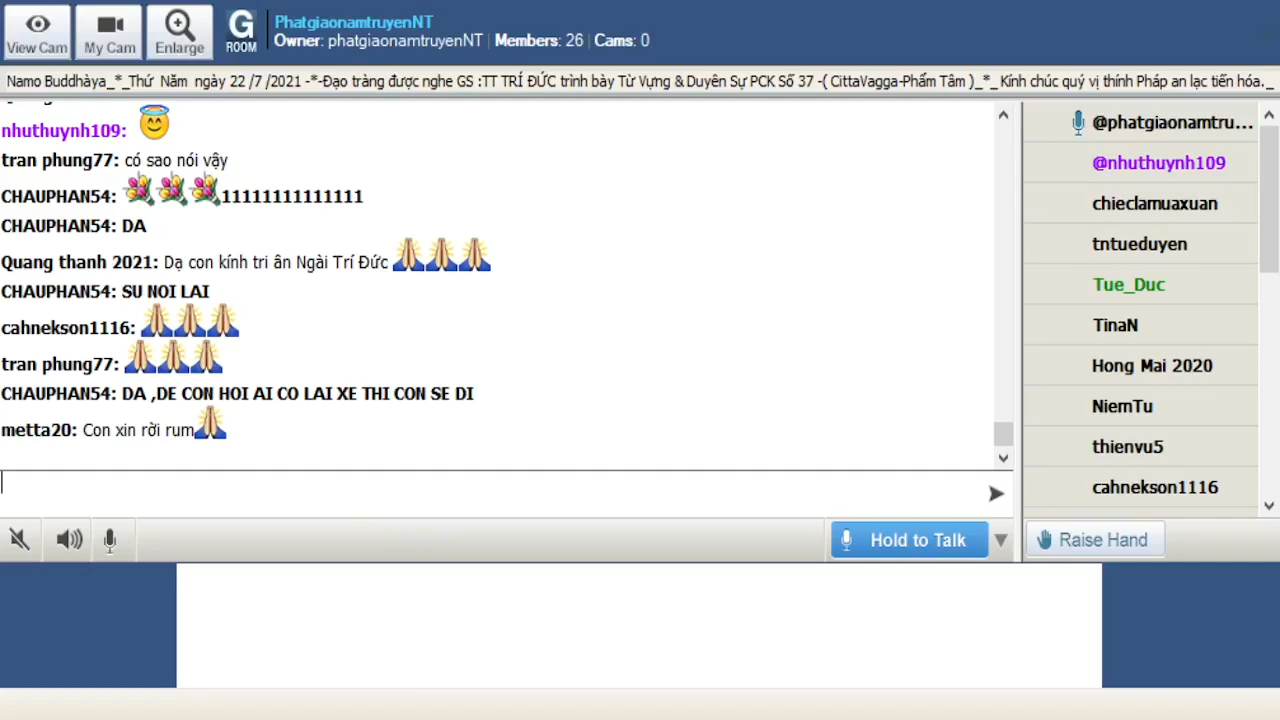 View Cam
My Cam
Enlarge
G
ROOM
PhatgiaonamtruyenNT
Owner: phatgiaonamtruyenNT | Members: 26 | Cams: 0
Namo Buddhàya_*_Thứ Năm ngày 22 /7 /2021 -*-Đạo tràng được nghe GS :TT TRÍ ĐỨC trình bày Từ Vựng & Duyên Sự PCK Số 37 -( CittaVagga-Phẩm Tâm )_*_Kính chúc quý vị thính Pháp an lạc tiến hóa._
nhuthuynh109:
tran phung77: có sao nói vậy
CHAUPHAN54: 11111111111111
CHAUPHAN54: DA
Quang thanh 2021: Dạ con kính tri ân Ngài Trí Đức
CHAUPHAN54: SU NOI LAI
cahnekson1116:
tran phung77:
CHAUPHAN54: DA ,DE CON HOI AI CO LAI XE THI CON SE DI
metta20: Con xin rời rum
Hold to Talk
@phatgiaonamtru...
@nhuthuynh109
chieclamuaxuan
tntueduyen
Tue_Duc
TinaN
Hong Mai 2020
NiemTu
thienvu5
cahnekson1116
Raise Hand